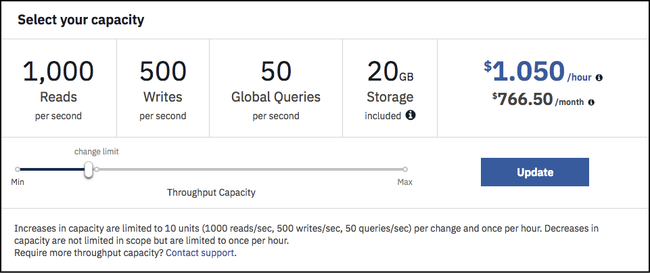 Select your capacity
1,000
Reads
per second
500
Writes
per second
50
Global Queries
per second
20GB
Storage
included
$1.050 /hour
$766.50 /month
change limit
Min
Max
Throughput Capacity
Update
Increases in capacity are limited to 10 units (1000 reads/sec, 500 writes/sec, 50 queries/sec) per change and once per hour. Decreases in
capacity are not limited in scope but are limited to once per hour.
Require more throughput capacity? Contact support.